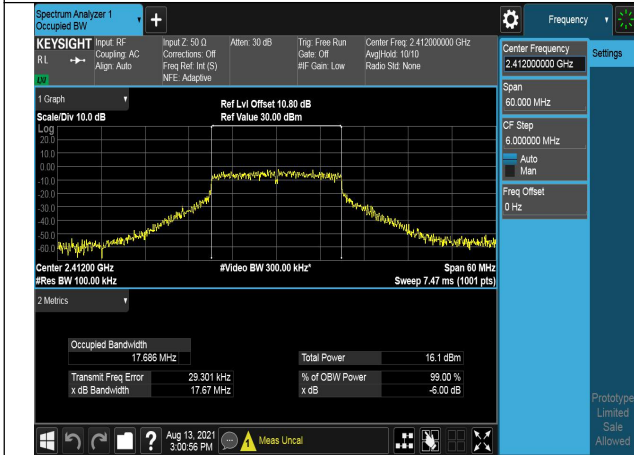 Spectrum Analyzer 1
Occupied BW
Frequency
KEYSIGHT
RL
Input: RF
Coupling: AC
Align: Auto
Input Z: 50 Ω
Corrections: Off
Freq Ref: Int (S)
NFE: Adaptive
Atten: 30 dB
Trig: Free Run
Gate: Off
#IF Gain: Low
Center Freq: 2.412000000 GHz
Avg|Hold: 10/10
Radio Std: None
Center Frequency
2.412000000 GHz
Settings
Span
60.000 MHz
CF Step
6.000000 MHz
Auto
Man
Freq Offset
0 Hz
1 Graph
Scale/Div 10.0 dB
Ref Lvl Offset 10.80 dB
Ref Value 30.00 dBm
Log
20.0
10.0
0.00
-10.0
-20.0
-30.0
-40.0
-50.0
-60.0
Center 2.41200 GHz
#Res BW 100.00 kHz
#Video BW 300.00 kHz*
Span 60 MHz
Sweep 7.47 ms (1001 pts)
2 Metrics
Occupied Bandwidth
17.686 MHz
Total Power 16.1 dBm
Transmit Freq Error 29.301 kHz
% of OBW Power 99.00 %
x dB Bandwidth 17.67 MHz
x dB -6.00 dB
Prototype
Limited
Sale
Allowed
?
Aug 13, 2021
3:00:56 PM
Meas Uncal